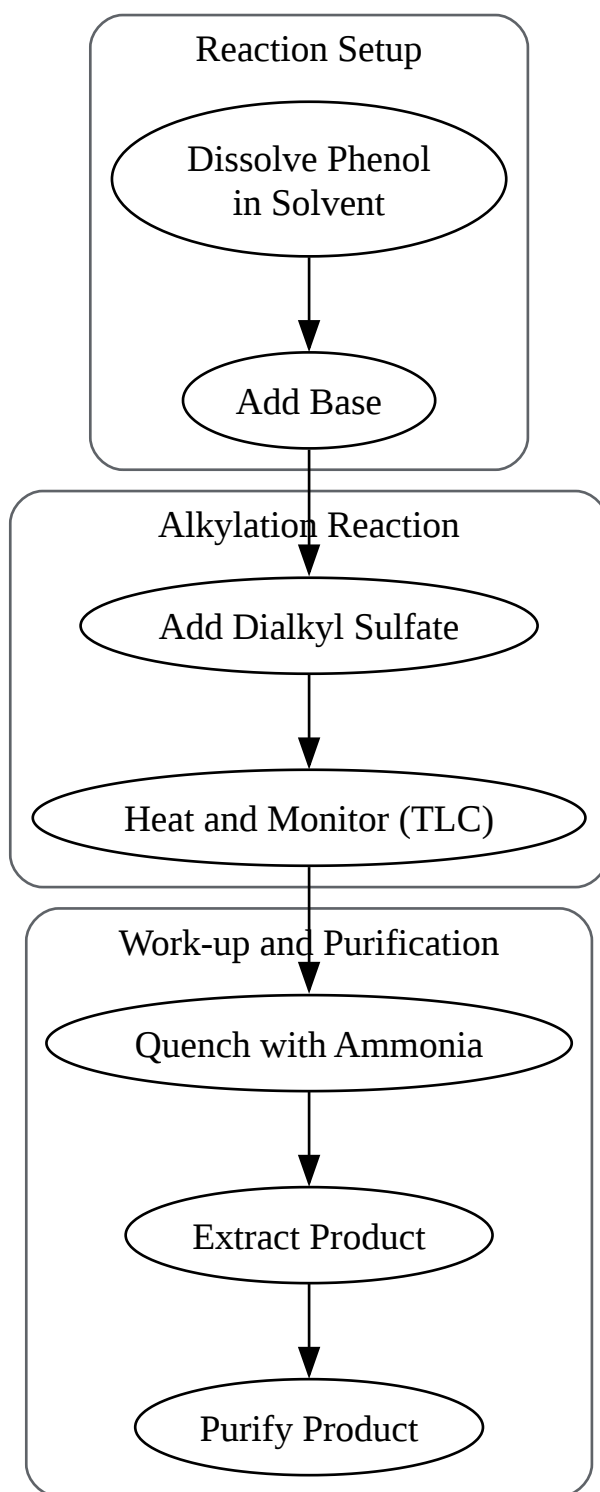 Reaction Setup
Dissolve Phenol
in Solvent
Add Base
Alkylation Reaction
Add Dialkyl Sulfate
Heat and Monitor (TLC)
Work-up and Purification
Quench with Ammonia
Extract Product
Purify Product